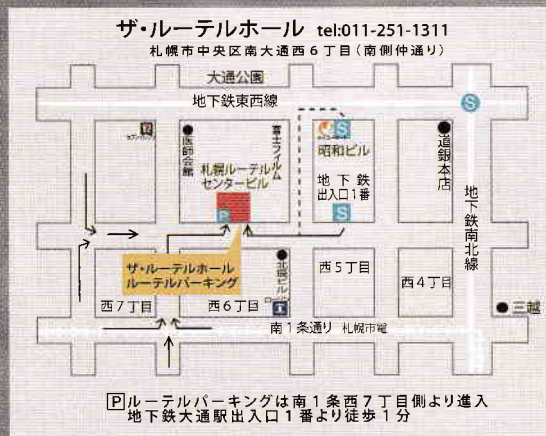 ザ・ルーテルホール tel:011-251-1311
札幌市中央区南大通西6丁目(南側仲通り)
大通公園
地下鉄東西線
S
S
医師会館
富士フイルム
昭和ビル
道銀本店
札幌ルーテル
センタービル
地下鉄
出入口1番
地下鉄南北線
P
S
ザ・ルーテルホール
ルーテルパーキング
北辰ビル
西5丁目
西4丁目
西7丁目
西6丁目
三越
南1条通り 札幌市電
Pルーテルパーキングは南1条西7丁目側より進入
地下鉄大通駅出入口1番より徒歩1分